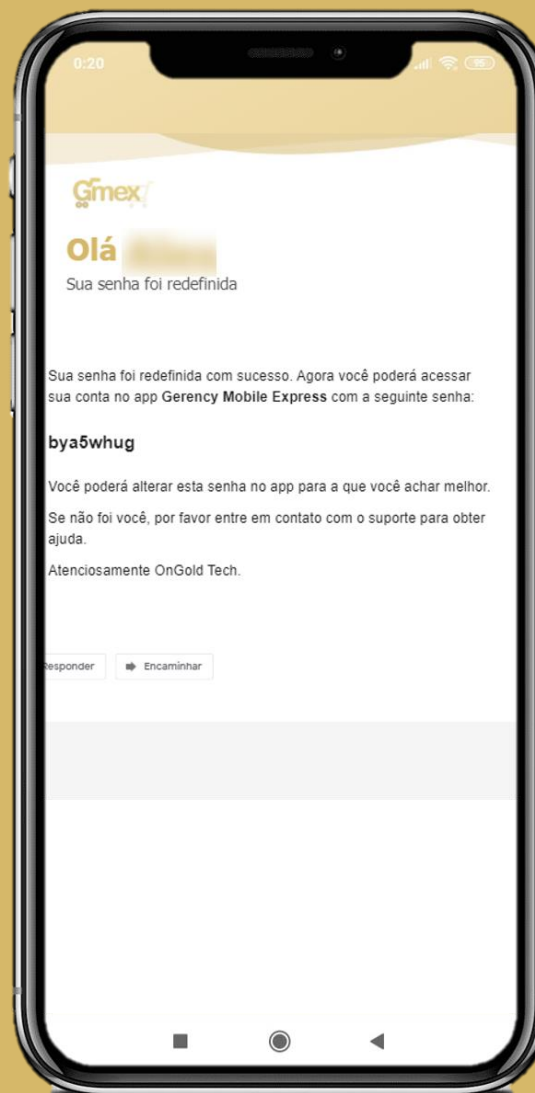 0:20
95
Gmex
Olá
Sua senha foi redefinida
Sua senha foi redefinida com sucesso. Agora você poderá acessar
sua conta no app Gerency Mobile Express com a seguinte senha:
bya5whug
Você poderá alterar esta senha no app para a que você achar melhor.
Se não foi você, por favor entre em contato com o suporte para obter
ajuda.
Atenciosamente OnGold Tech.
Responder Encaminhar